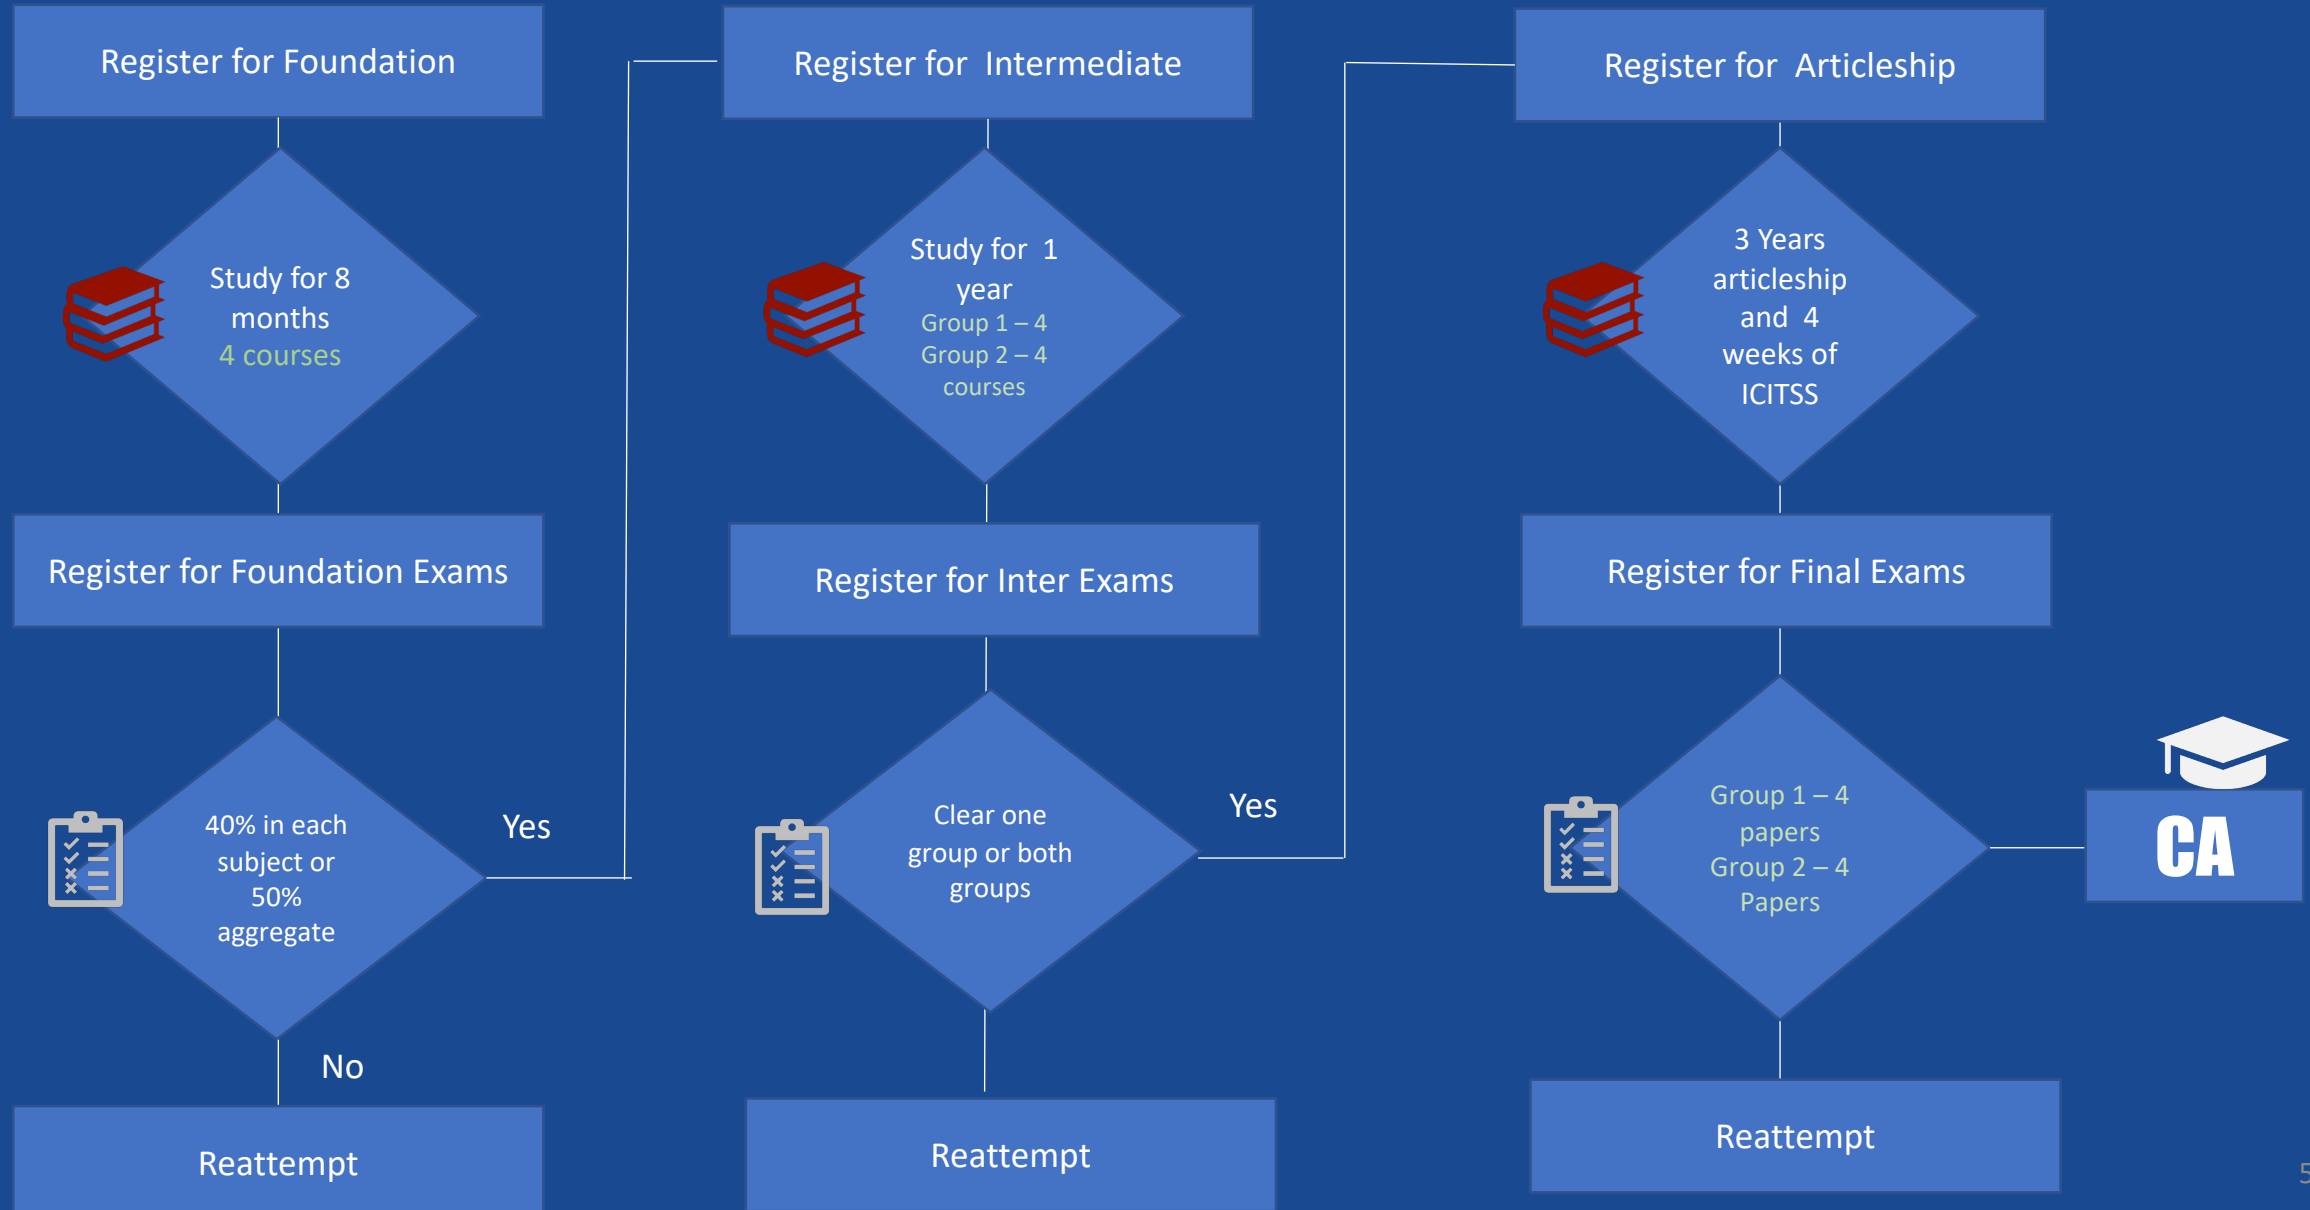 Register for Foundation
Study for 8
months
4 courses
Register for Foundation Exams
40% in each
subject or
50%
aggregate
Yes
No
Reattempt
Register for  Intermediate
Study for  1
year
Group 1 – 4
Group 2 – 4
courses
Register for Inter Exams
Clear one
group or both
groups
Yes
Reattempt
Register for  Articleship
3 Years
articleship
and  4
weeks of
ICITSS
Register for Final Exams
Group 1 – 4
papers
Group 2 – 4
Papers
CA
Reattempt
5